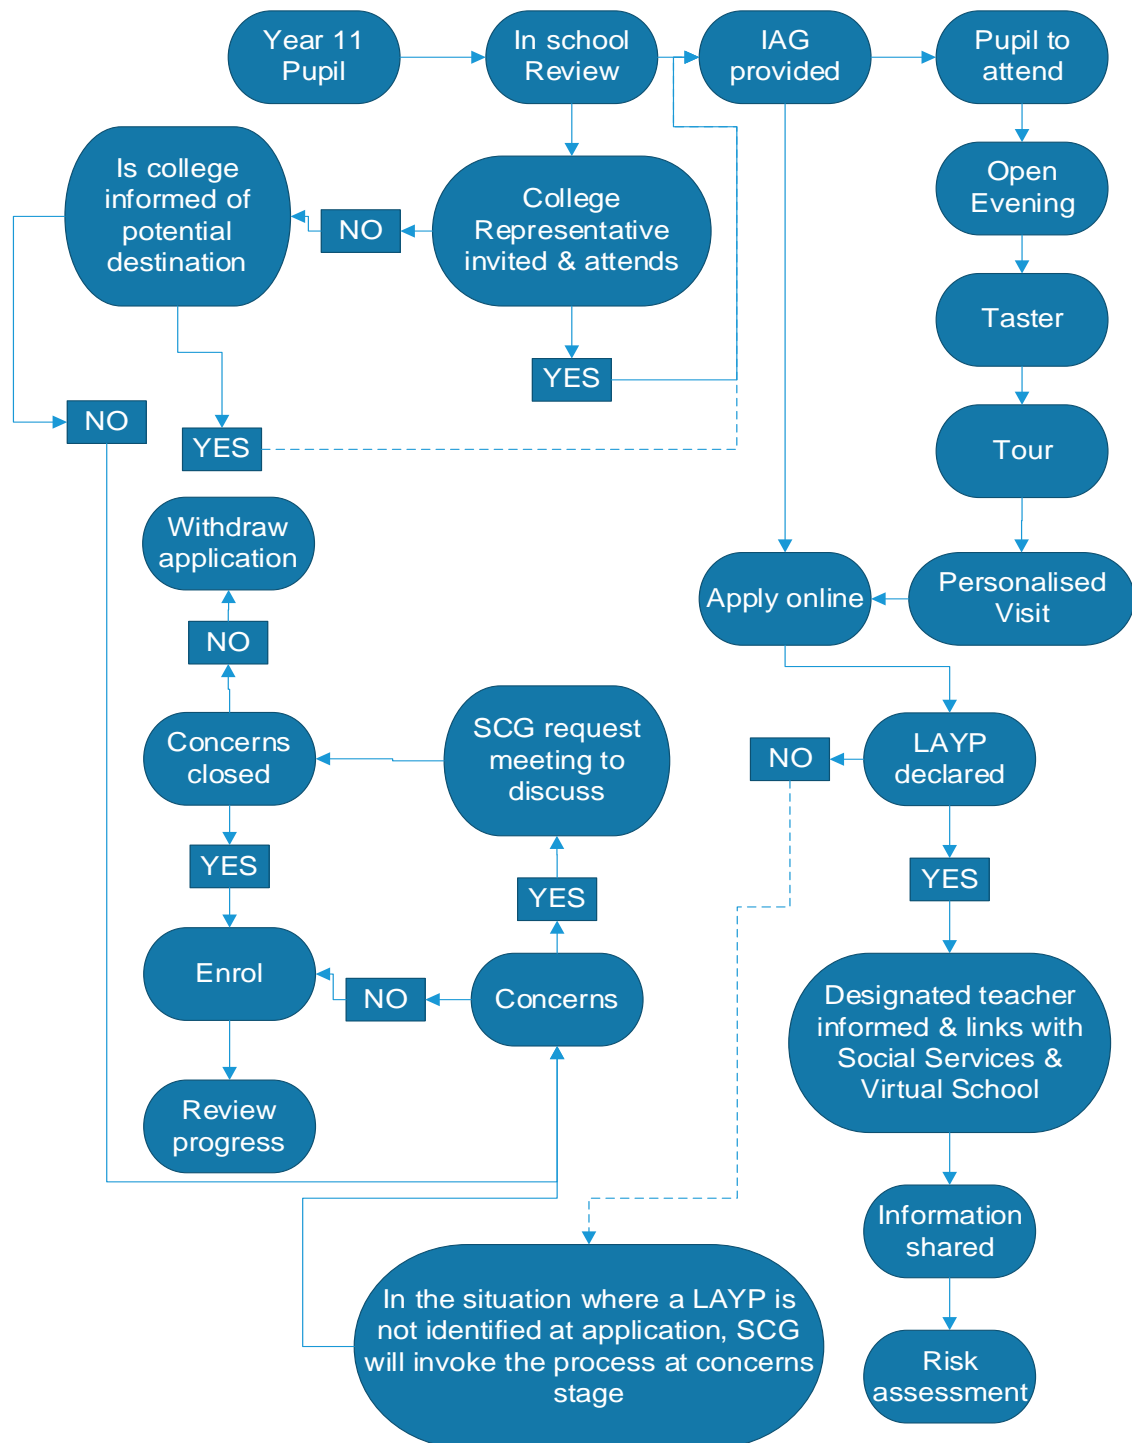 Year 11
Pupil
In school
Review
IAG
provided
Pupil to
attend
Is college
informed of
potential
destination
NO
College
Representative
invited & attends
Open
Evening
Taster
YES
NO
YES
Tour
Withdraw
application
NO
Apply online
Personalised
Visit
Concerns
closed
SCG request
meeting to
discuss
NO
LAYP
declared
YES
YES
YES
Enrol
NO
Concerns
Designated teacher
informed & links with
Social Services &
Virtual School
Review
progress
Information
shared
In the situation where a LAYP is
not identified at application, SCG
will invoke the process at concerns
stage
Risk
assessment